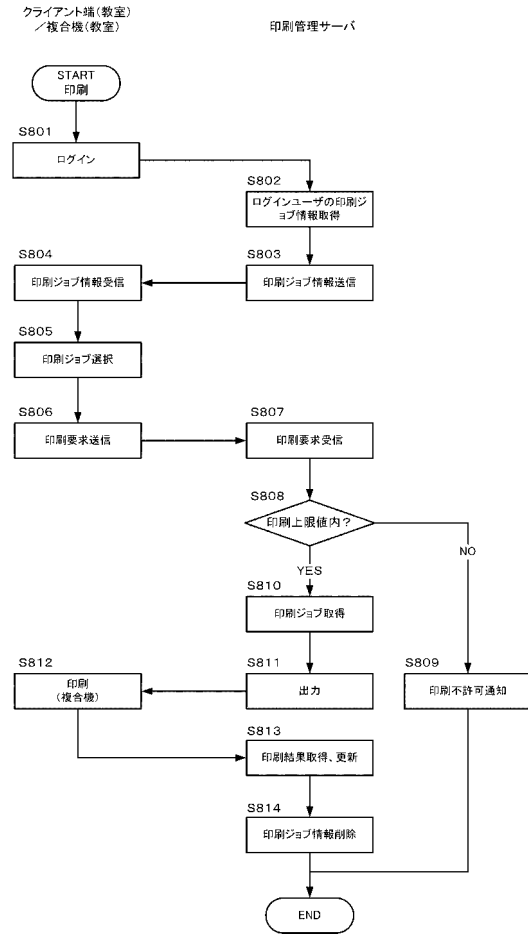 クライアント端(教室)
／複合機(教室)
印刷管理サーバ
START
印刷
S801
ログイン
S802
ログインユーザの印刷ジ
ョブ情報取得
S803
印刷ジョブ情報送信
S804
印刷ジョブ情報受信
S805
印刷ジョブ選択
S806
印刷要求送信
S807
印刷要求受信
S808
印刷上限値内？
NO
YES
S810
印刷ジョブ取得
S809
印刷不許可通知
S811
出力
S812
印刷
(複合機)
S813
印刷結果取得、更新
S814
印刷ジョブ情報削除
END